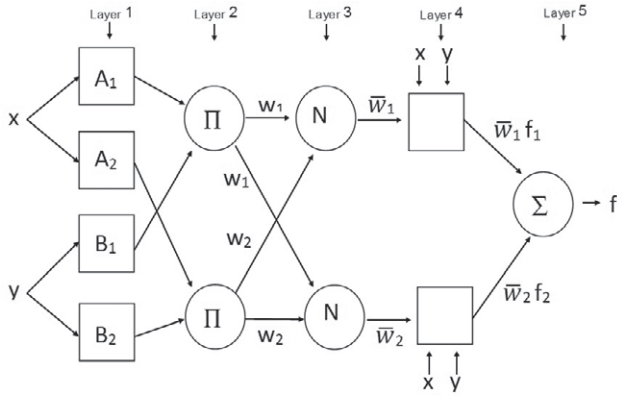 Layer 1 Layer 2 Layer 3 Layer 4 Layer 5
x y
A₁ Π w₁ N w̅₁ w̅₁ f₁
x
A₂ w₁
Σ f
B₁ w₂
y
B₂ Π w₂ N w̅₂ w̅₂ f₂
x y